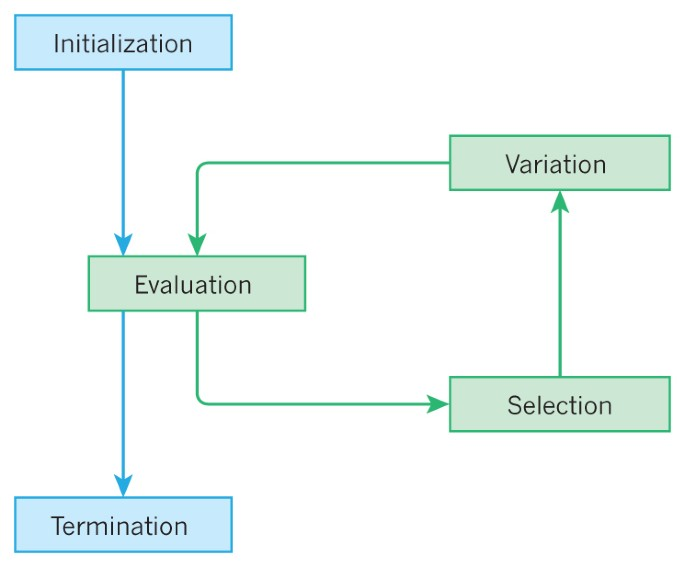 Initialization
Variation
Evaluation
Selection
Termination